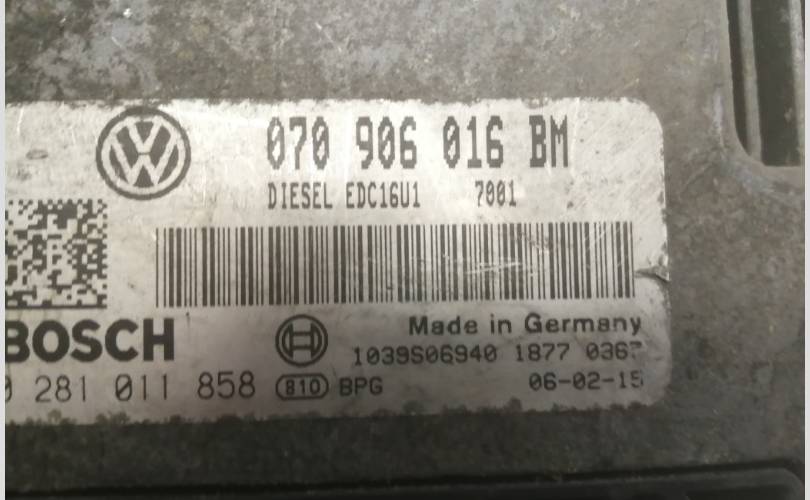 070 906 016 BM
DIESEL EDC16U1 7001
BOSCH
Made in Germany
1039S06940 1877 0367
0 281 011 858 810 BPG 06-02-15